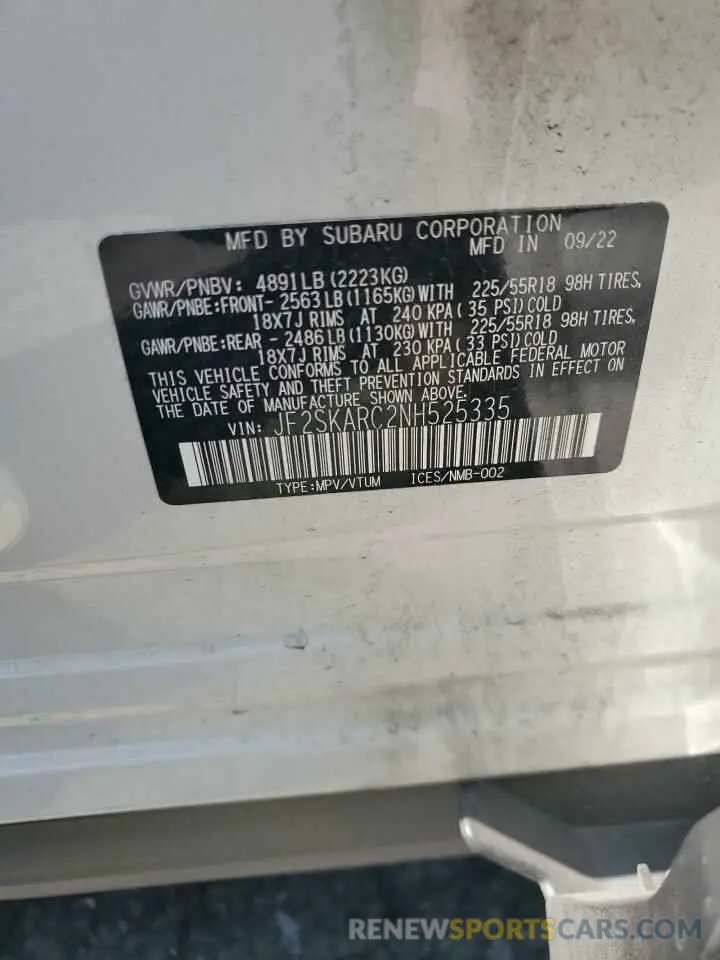 MFD BY SUBARU CORPORATION
MFD IN 09/22
GVWR/PNBV: 4891LB (2223KG)
GAWR/PNBE:FRONT- 2563LB(1165KG)WITH 225/55R18 98H TIRES,
18X7J RIMS AT 240 KPA(35 PSI)COLD
GAWR/PNBE:REAR - 2486LB(1130KG)WITH 225/55R18 98H TIRES,
18X7J RIMS AT 230 KPA(33 PSI)COLD
THIS VEHICLE CONFORMS TO ALL APPLICABLE FEDERAL MOTOR
VEHICLE SAFETY AND THEFT PREVENTION STANDARDS IN EFFECT ON
THE DATE OF MANUFACTURE SHOWN ABOVE.
VIN: JF2SKARC2NH525335
TYPE:MPV/VTUM ICES/NMB-002
RENEWSPORTSCARS.COM